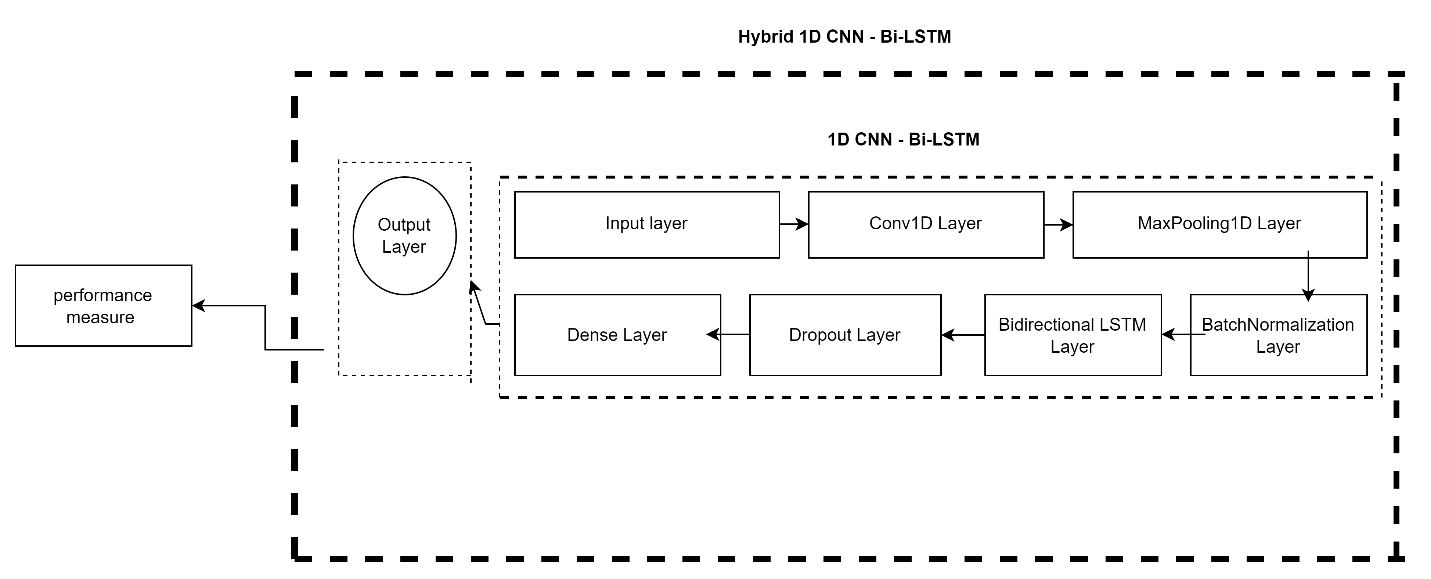 Hybrid 1D CNN - Bi-LSTM
1D CNN - Bi-LSTM
Input layer
Conv1D Layer
MaxPooling1D Layer
BatchNormalization
Layer
Bidirectional LSTM
Layer
Dropout Layer
Dense Layer
Output
Layer
performance
measure